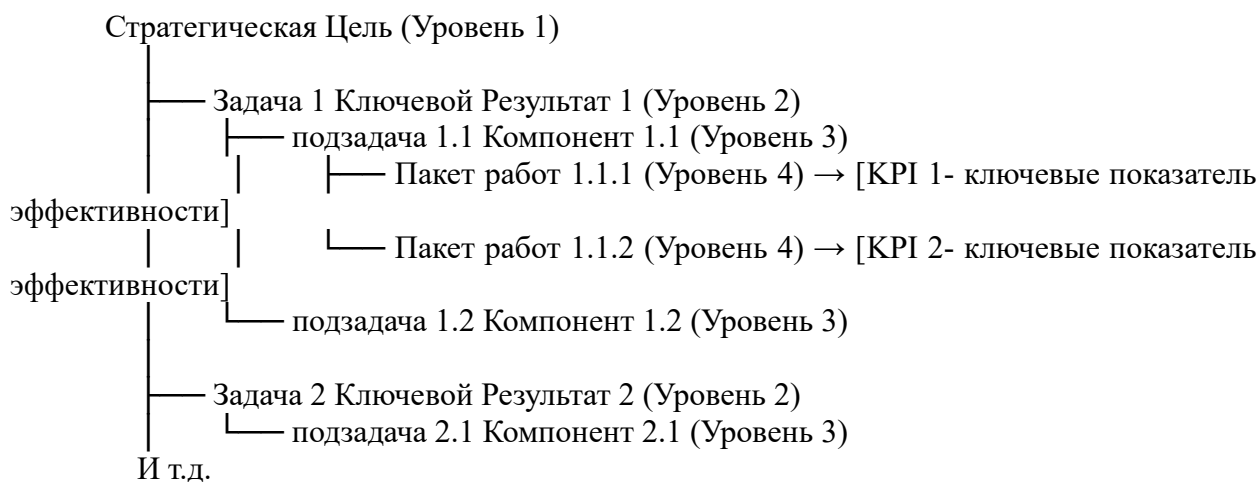 Стратегическая Цель (Уровень 1)
Задача 1 Ключевой Результат 1 (Уровень 2)
подзадача 1.1 Компонент 1.1 (Уровень 3)
Пакет работ 1.1.1 (Уровень 4) → [KPI 1- ключевые показатель
эффективности]
Пакет работ 1.1.2 (Уровень 4) → [KPI 2- ключевые показатель
эффективности]
подзадача 1.2 Компонент 1.2 (Уровень 3)
Задача 2 Ключевой Результат 2 (Уровень 2)
подзадача 2.1 Компонент 2.1 (Уровень 3)
И т.д.